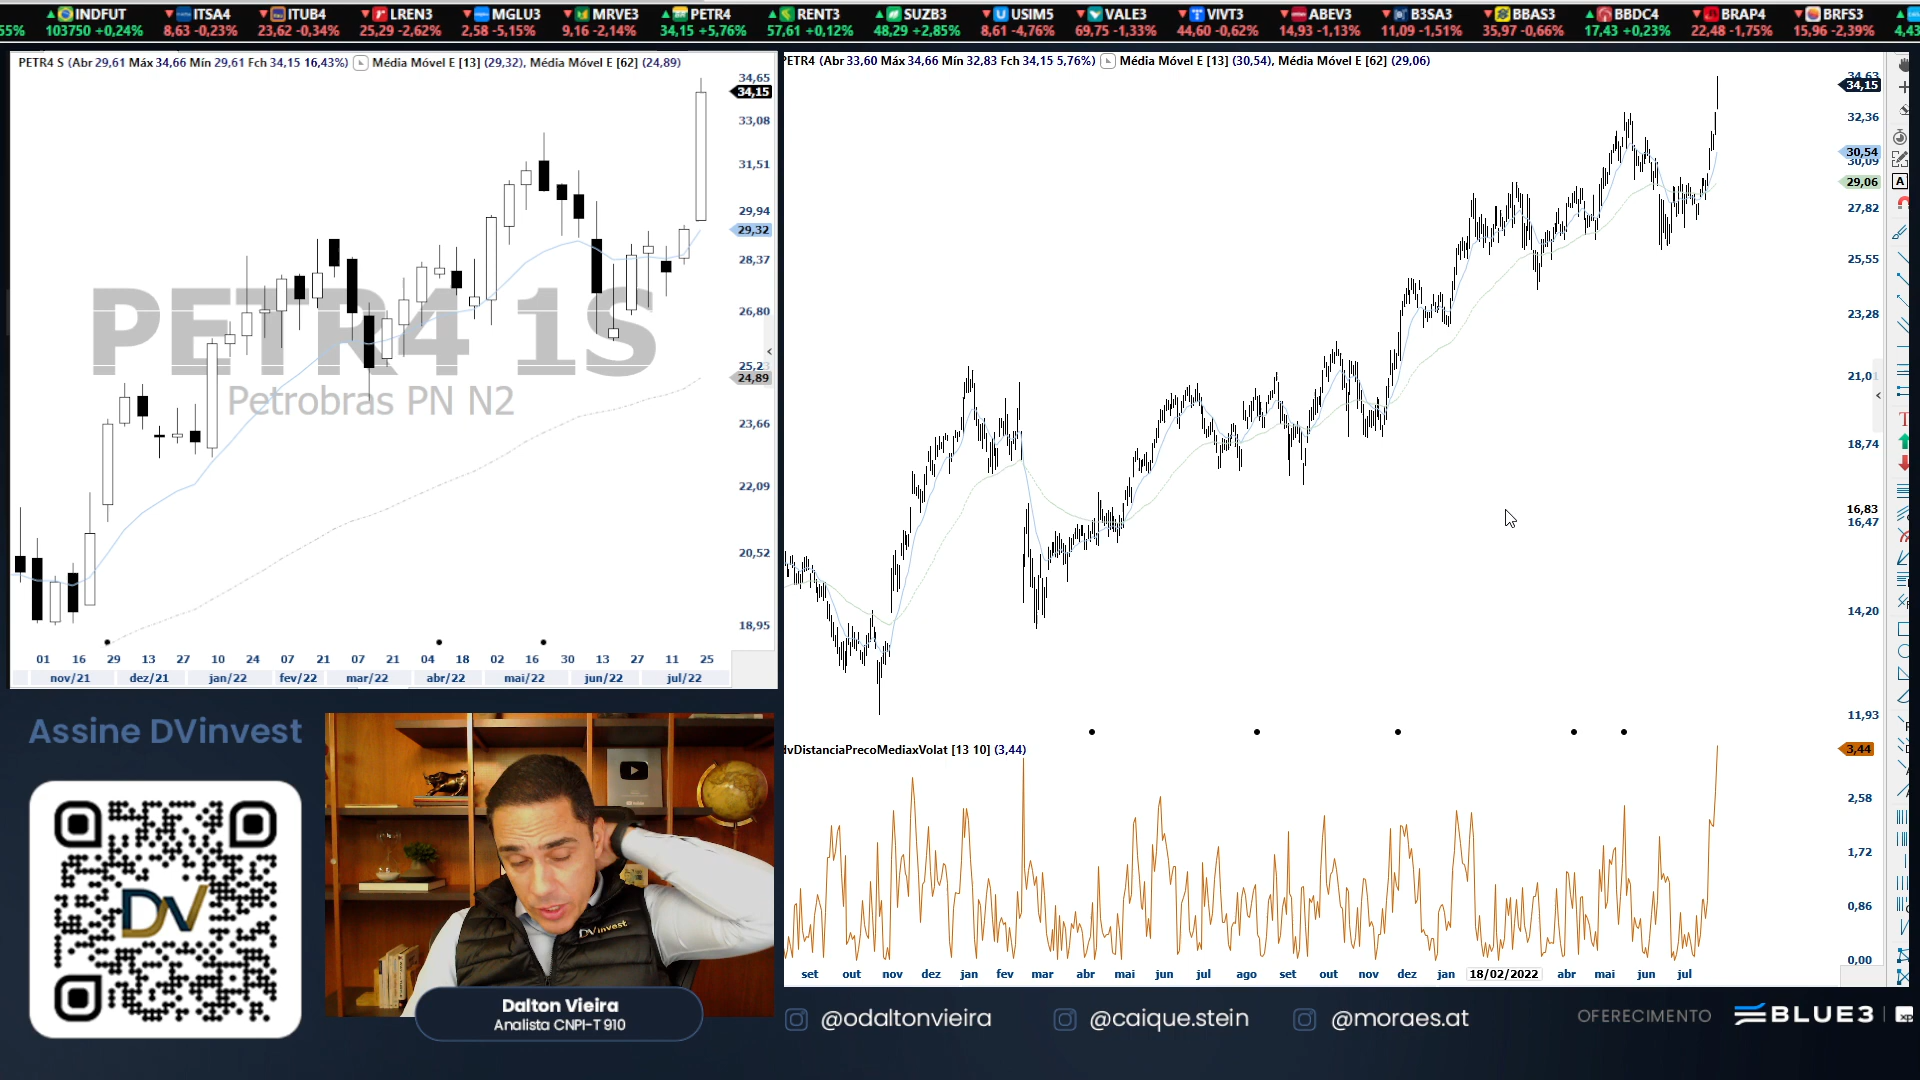 INDFUT ITSA4 ITUB4 LREN3 MGLU3 MRVE3 PETR4 RENT3 SUZB3 USIM5 VALE3 VIVT3 ABEV3 B3SA3 BBAS3 BBDC4 BRAP4 BRFS3
55% 103750 +0,24% 8,63 -0,23% 23,62 -0,34% 25,29 -2,62% 2,58 -5,15% 9,16 -2,14% 34,15 +5,76% 57,61 +0,12% 48,29 +2,85% 8,61 -4,76% 69,75 -1,33% 44,60 -0,62% 14,93 -1,13% 11,09 -1,51% 35,97 -0,66% 17,43 +0,23% 22,48 -1,75% 15,96 -2,39% 4,43
PETR4 S (Abr 29,61 Máx 34,66 Mín 29,61 Fch 34,15 16,43%) Média Móvel E [13] (29,32), Média Móvel E [62] (24,89)
34,65
34,15
33,08
31,51
29,94
29,32
28,37
26,80
25,23
24,89
23,66
22,09
20,52
18,95
PETR4 1S
Petrobras PN N2
01 16 29 13 27 10 24 07 21 07 21 04 18 02 16 30 13 27 11 25
nov/21 dez/21 jan/22 fev/22 mar/22 abr/22 mai/22 jun/22 jul/22
PETR4 (Abr 33,60 Máx 34,66 Mín 32,83 Fch 34,15 5,76%) Média Móvel E [13] (30,54), Média Móvel E [62] (29,06)
34,63
34,15
32,36
30,54
30,09
29,06
27,82
25,55
23,28
21,01
18,74
16,83
16,47
14,20
11,93
dvDistanciaPrecoMediaxVolat [13 10] (3,44)
3,44
2,58
1,72
0,86
0,00
set out nov dez jan fev mar abr mai jun jul ago set out nov dez jan 18/02/2022 abr mai jun jul
Assine DVinvest
DV
DVinvest
Dalton Vieira
Analista CNPI-T 910
@odaltonvieira @caique.stein @moraes.at
OFERECIMENTO BLUE3 | xp